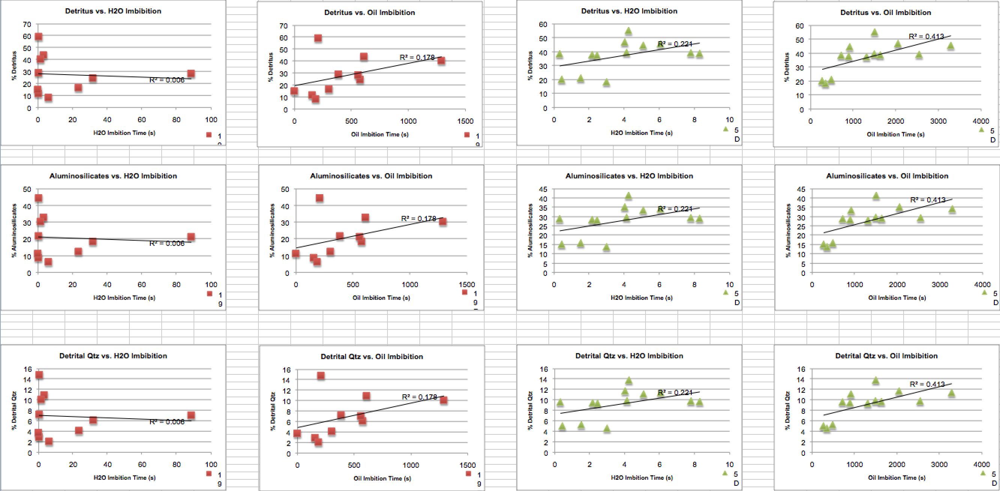 Detritus vs. H2O Imbibition
70
60
50
40
30
20
10
0
% Detritus
R² = 0.006
0 20 40 60 80 100
H2O Imbition Time (s)
1
Detritus vs. Oil Imbibition
70
60
50
40
30
20
10
0
% Detritus
R² = 0.178
0 500 1000 1500
Oil Imbition Time (s)
1
9
Detritus vs. H2O Imbibition
60
50
40
30
20
10
0
% Detritus
R² = 0.221
0 2 4 6 8 10
H2O Imbition Time (s)
5
D
Detritus vs. Oil Imbibition
60
50
40
30
20
10
0
% Detritus
R² = 0.413
0 1000 2000 3000 4000
Oil Imbition Time (s)
5
D
Aluminosilicates vs. H2O Imbibition
50
40
30
20
10
0
% Aluminosilicates
R² = 0.006
0 20 40 60 80 100
H2O Imbition Time (s)
1
9
Aluminosilicates vs. Oil Imbibition
50
40
30
20
10
0
% Aluminosilicates
R² = 0.178
0 500 1000 1500
Oil Imbition Time (s)
1
9
Aluminosilicates vs. H2O Imbibition
45
40
35
30
25
20
15
10
5
0
% Aluminosilicates
R² = 0.221
0 2 4 6 8 10
H2O Imbition Time (s)
5
D
Aluminosilicates vs. Oil Imbibition
45
40
35
30
25
20
15
10
5
0
% Aluminosilicates
R² = 0.413
0 1000 2000 3000 4000
Oil Imbition Time (s)
5
D
Detrital Qtz vs. H2O Imbibition
16
14
12
10
8
6
4
2
0
% Detrital Qtz
R² = 0.006
0 20 40 60 80 100
H2O Imbition Time (s)
1
9
Detrital Qtz vs. Oil Imbibition
16
14
12
10
8
6
4
2
0
% Detrital Qtz
R² = 0.178
0 500 1000 1500
Oil Imbition Time (s)
1
9
Detrital Qtz vs. H2O Imbibition
16
14
12
10
8
6
4
2
0
% Detrital Qtz
R² = 0.221
0 2 4 6 8 10
H2O Imbition Time (s)
5
D
Detrital Qtz vs. Oil Imbibition
16
14
12
10
8
6
4
2
0
% Detrital Qtz
R² = 0.413
0 1000 2000 3000 4000
Oil Imbition Time (s)
5
D